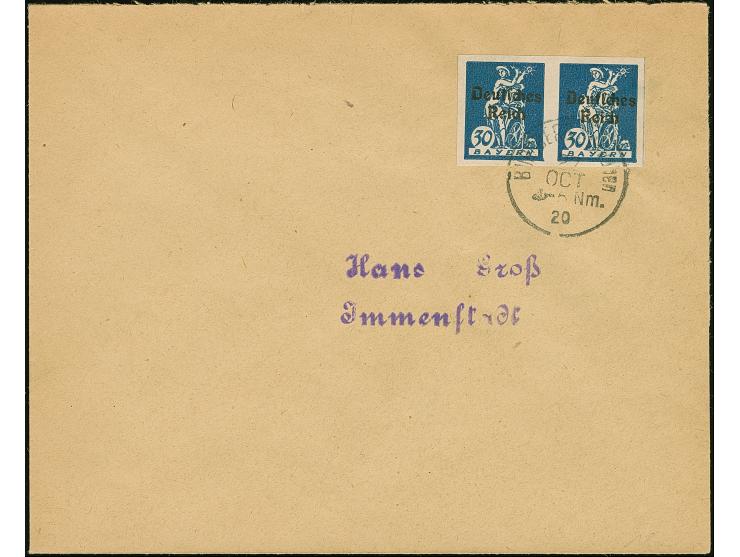 Deutsches Deutsches
Reich Reich
30 30
BAYERN BAYERN
OCT
Nm.
20
Hans Groß
Immenstadt